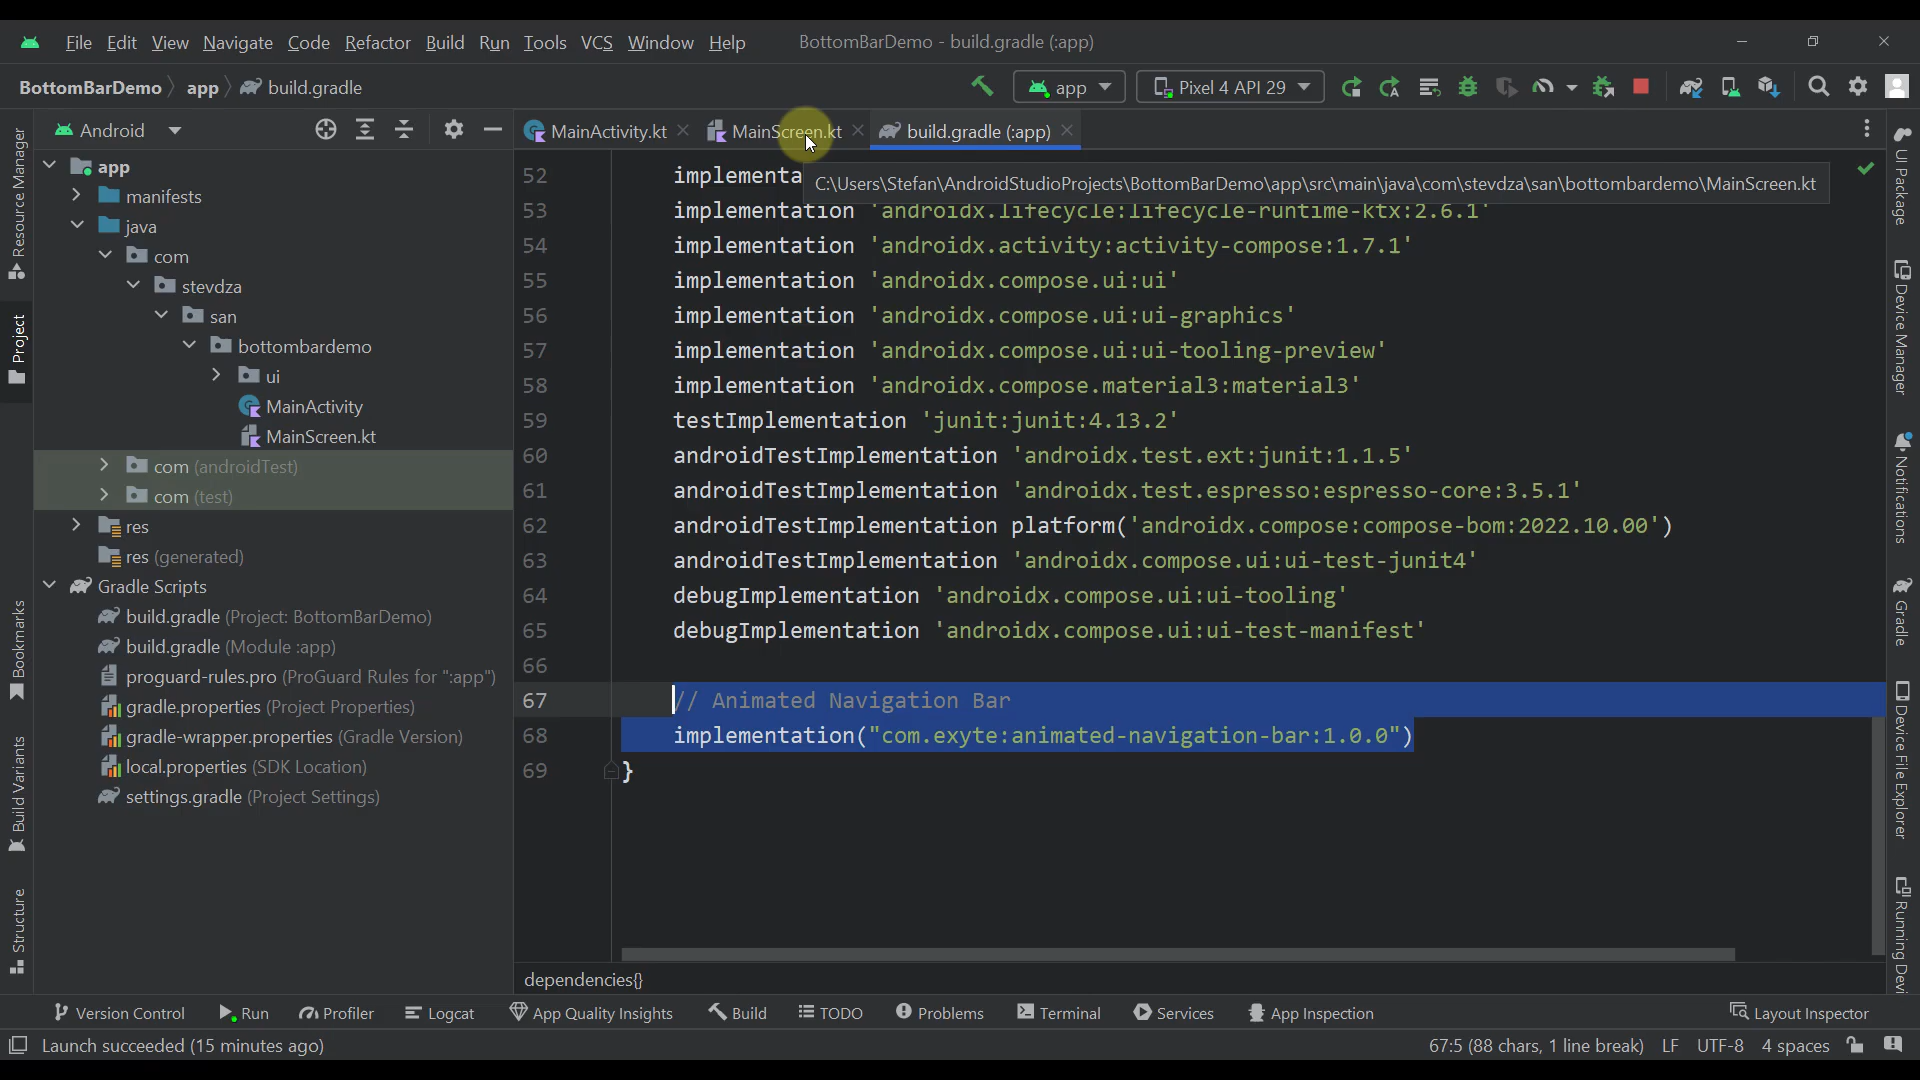 File Edit View Navigate Code Refactor Build Run Tools VCS Window Help BottomBarDemo - build.gradle (:app)
BottomBarDemo app build.gradle app Pixel 4 API 29
Android
MainActivity.kt MainScreen.kt build.gradle (:app)
app
manifests
java
com
stevdza
san
bottombardemo
ui
MainActivity
MainScreen.kt
com (androidTest)
com (test)
res
res (generated)
Gradle Scripts
build.gradle (Project: BottomBarDemo)
build.gradle (Module :app)
proguard-rules.pro (ProGuard Rules for ":app")
gradle.properties (Project Properties)
gradle-wrapper.properties (Gradle Version)
local.properties (SDK Location)
settings.gradle (Project Settings)
52 implementa
C:\Users\Stefan\AndroidStudioProjects\BottomBarDemo\app\src\main\java\com\stevdza\san\bottombardemo\MainScreen.kt
53 implementation 'androidx.lifecycle:lifecycle-runtime-ktx:2.6.1'
54 implementation 'androidx.activity:activity-compose:1.7.1'
55 implementation 'androidx.compose.ui:ui'
56 implementation 'androidx.compose.ui:ui-graphics'
57 implementation 'androidx.compose.ui:ui-tooling-preview'
58 implementation 'androidx.compose.material3:material3'
59 testImplementation 'junit:junit:4.13.2'
60 androidTestImplementation 'androidx.test.ext:junit:1.1.5'
61 androidTestImplementation 'androidx.test.espresso:espresso-core:3.5.1'
62 androidTestImplementation platform('androidx.compose:compose-bom:2022.10.00')
63 androidTestImplementation 'androidx.compose.ui:ui-test-junit4'
64 debugImplementation 'androidx.compose.ui:ui-tooling'
65 debugImplementation 'androidx.compose.ui:ui-test-manifest'
66
67 // Animated Navigation Bar
68 implementation("com.exyte:animated-navigation-bar:1.0.0")
69 }
dependencies{}
Resource Manager
Project
Bookmarks
Build Variants
Structure
UI Package
Device Manager
Notifications
Gradle
Device File Explorer
Running Devi
Version Control Run Profiler Logcat App Quality Insights Build TODO Problems Terminal Services App Inspection Layout Inspector
Launch succeeded (15 minutes ago) 67:5 (88 chars, 1 line break) LF UTF-8 4 spaces